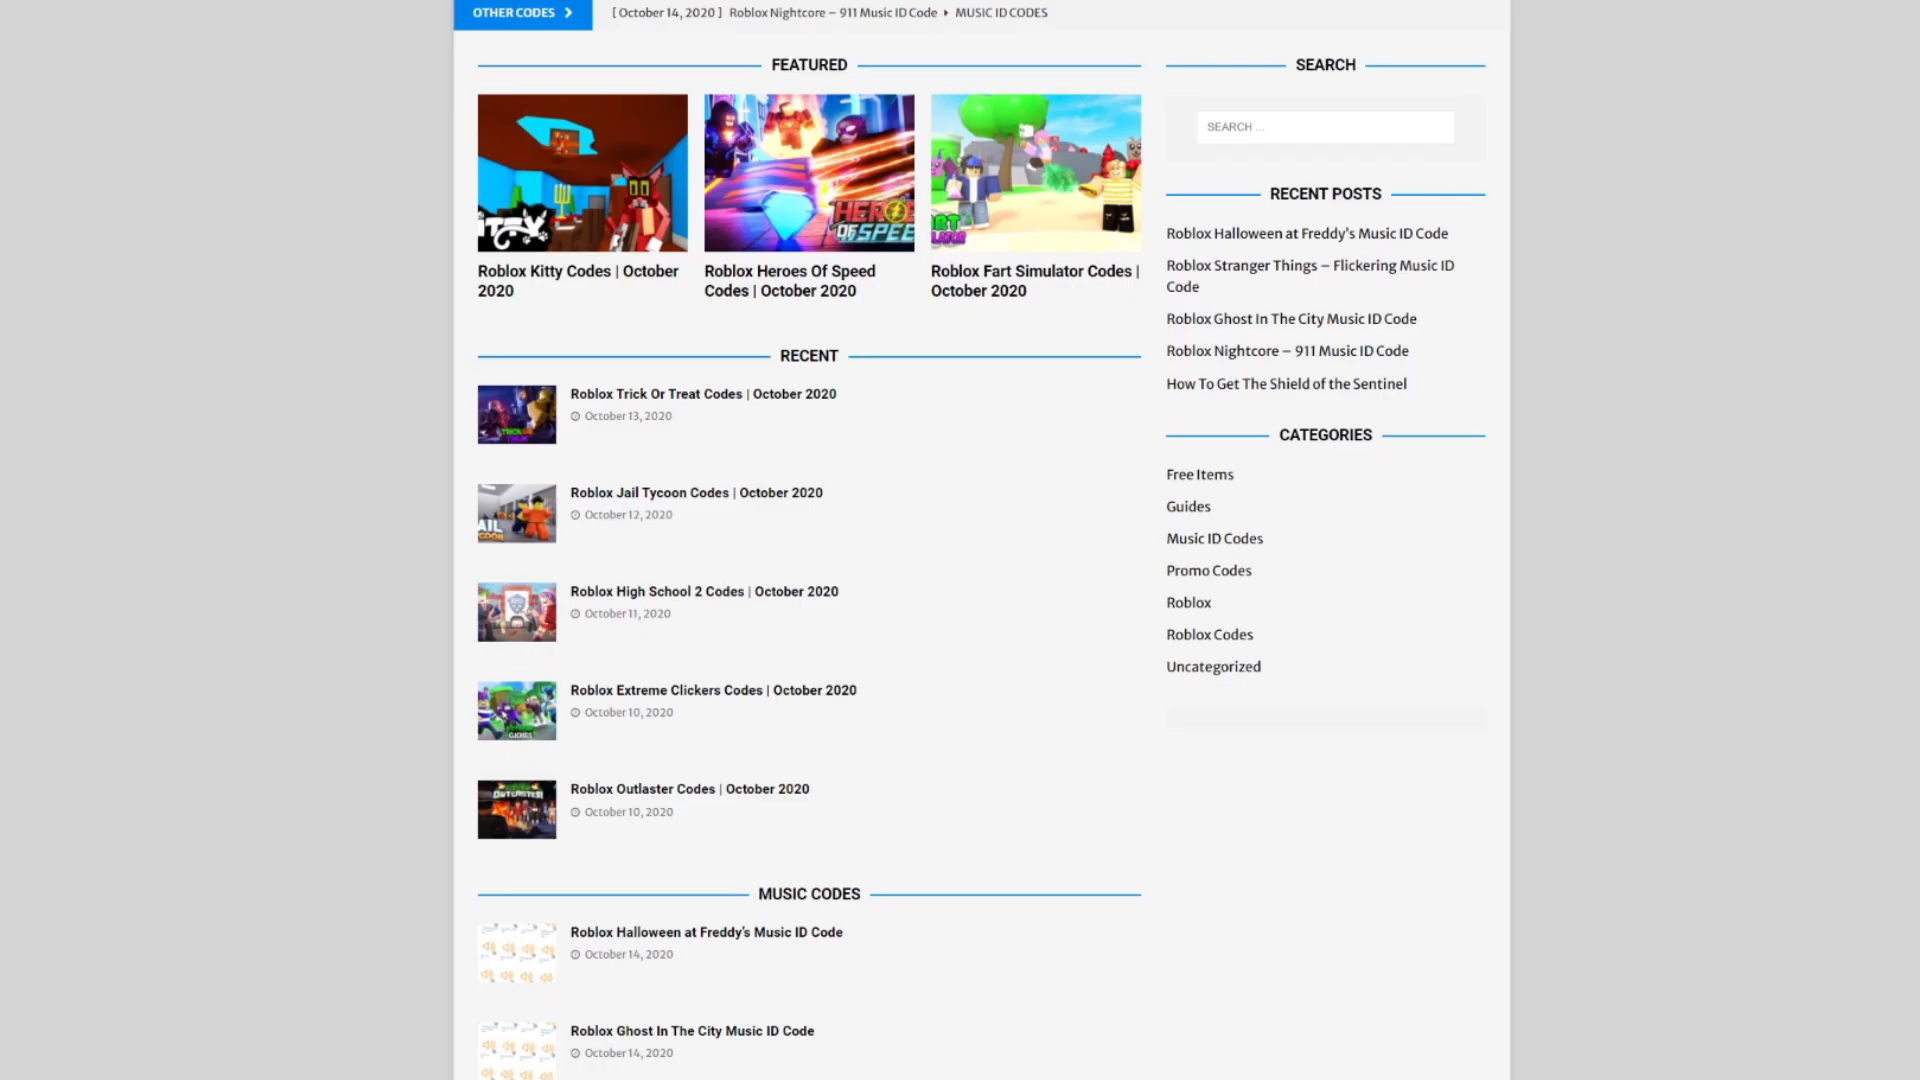 OTHER CODES
[ October 14, 2020 ] Roblox Nightcore – 911 Music ID Code MUSIC ID CODES
FEATURED
HERO
OF SPEE
Roblox Kitty Codes | October
2020
Roblox Heroes Of Speed
Codes | October 2020
Roblox Fart Simulator Codes |
October 2020
RECENT
Roblox Trick Or Treat Codes | October 2020
October 13, 2020
Roblox Jail Tycoon Codes | October 2020
October 12, 2020
Roblox High School 2 Codes | October 2020
October 11, 2020
Roblox Extreme Clickers Codes | October 2020
October 10, 2020
OUTLASTER
Roblox Outlaster Codes | October 2020
October 10, 2020
MUSIC CODES
Roblox Halloween at Freddy’s Music ID Code
October 14, 2020
Roblox Ghost In The City Music ID Code
October 14, 2020
SEARCH
SEARCH …
RECENT POSTS
Roblox Halloween at Freddy’s Music ID Code
Roblox Stranger Things – Flickering Music ID
Code
Roblox Ghost In The City Music ID Code
Roblox Nightcore – 911 Music ID Code
How To Get The Shield of the Sentinel
CATEGORIES
Free Items
Guides
Music ID Codes
Promo Codes
Roblox
Roblox Codes
Uncategorized